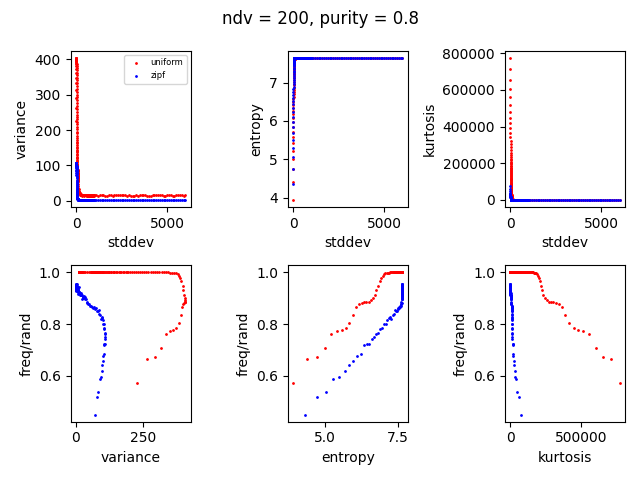 ndv = 200, purity = 0.8
400
300
200
100
0
variance
0 5000
stddev
uniform
zipf
7
6
5
4
entropy
0 5000
stddev
800000
600000
400000
200000
0
kurtosis
0 5000
stddev
1.0
0.8
0.6
freq/rand
0 250
variance
1.0
0.8
0.6
freq/rand
5.0 7.5
entropy
1.0
0.8
0.6
freq/rand
0 500000
kurtosis